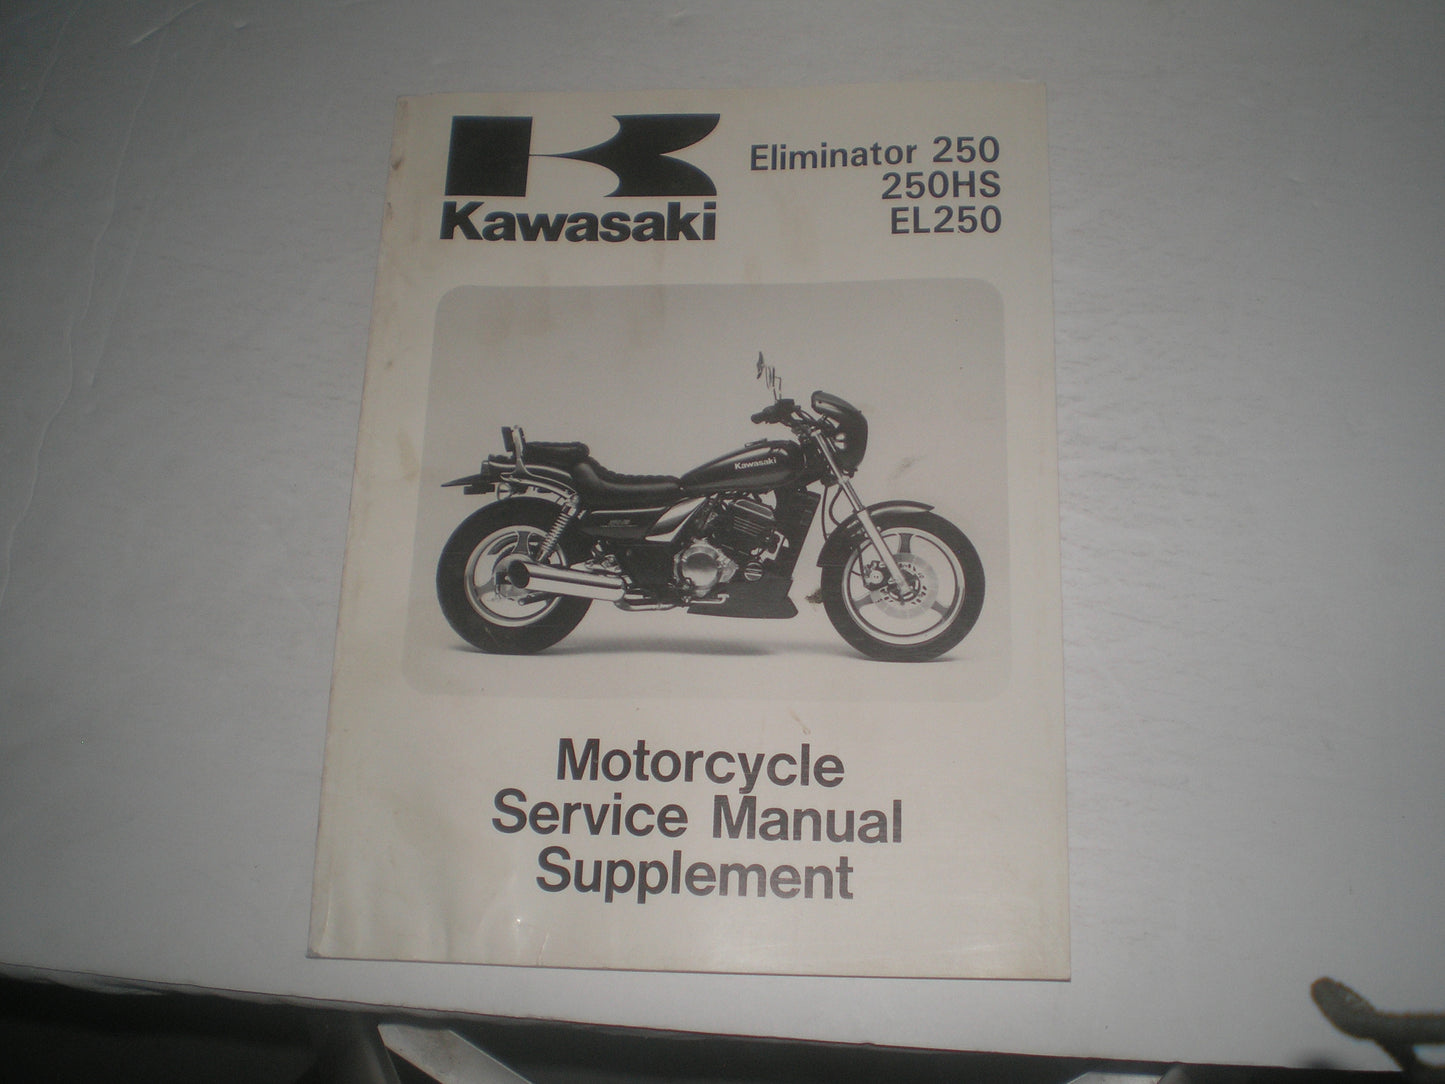 Kawasaki
Eliminator 250
250HS
EL250
Kawasaki
Motorcycle
Service Manual
Supplement